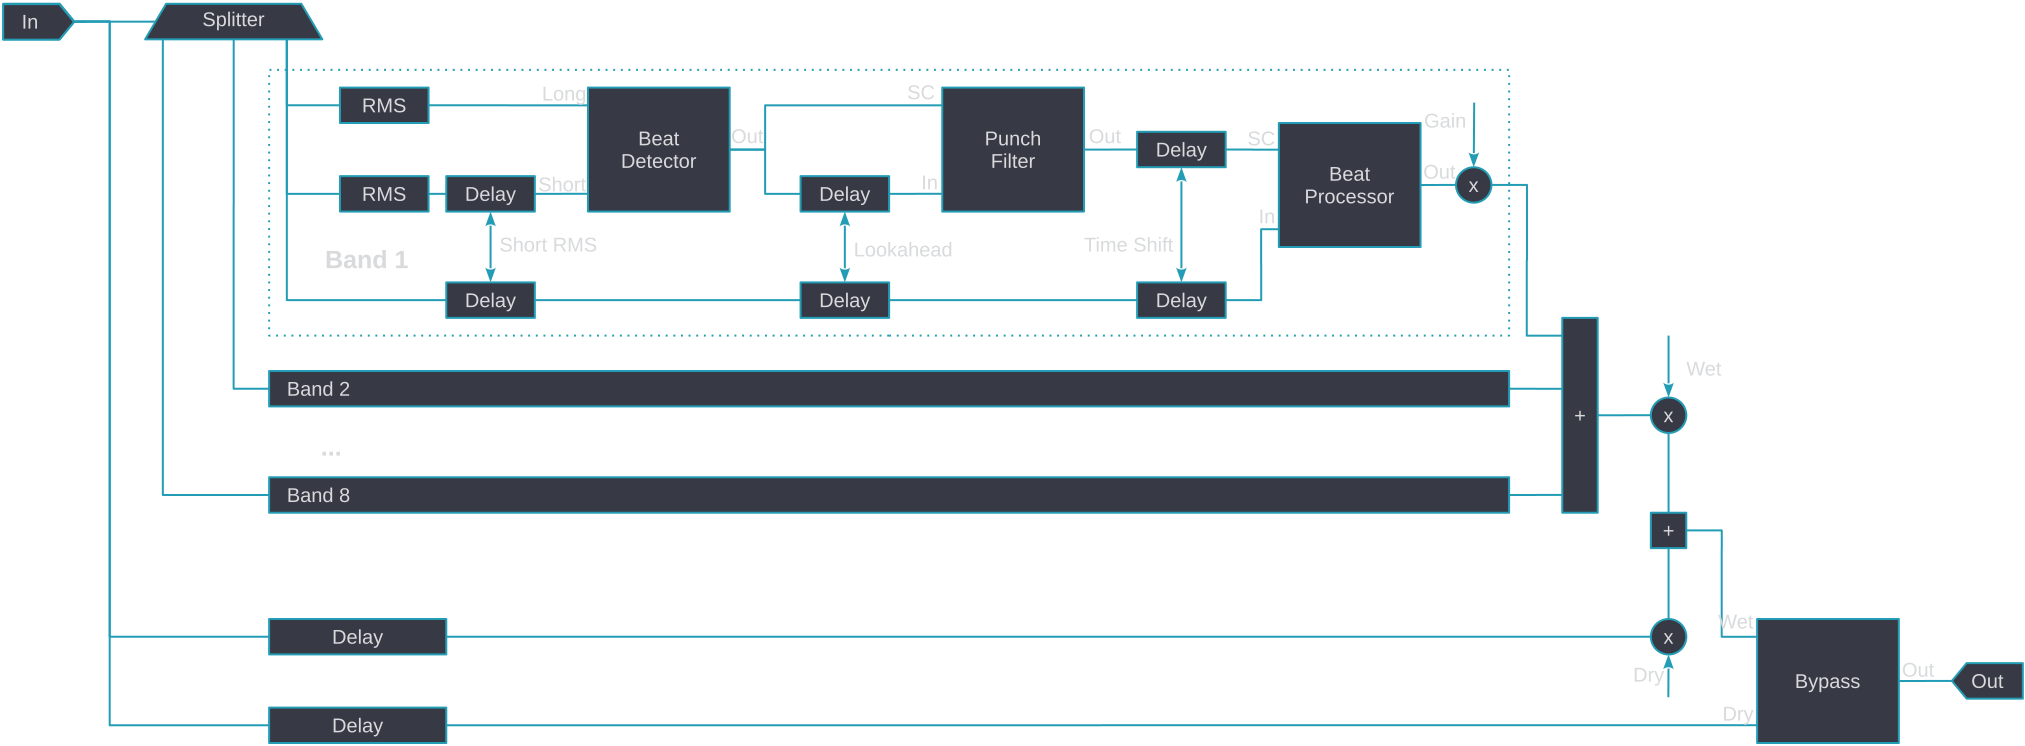 In
Splitter
RMS
Long
Beat
Detector
Out
SC
Punch
Filter
Out
Delay
SC
Beat
Processor
Gain
Out
x
RMS
Delay
Short
Delay
In
In
Band 1
Short RMS
Lookahead
Time Shift
Delay
Delay
Delay
Band 2
...
Band 8
+
Wet
x
+
Delay
x
Dry
Wet
Bypass
Out
Out
Delay
Dry